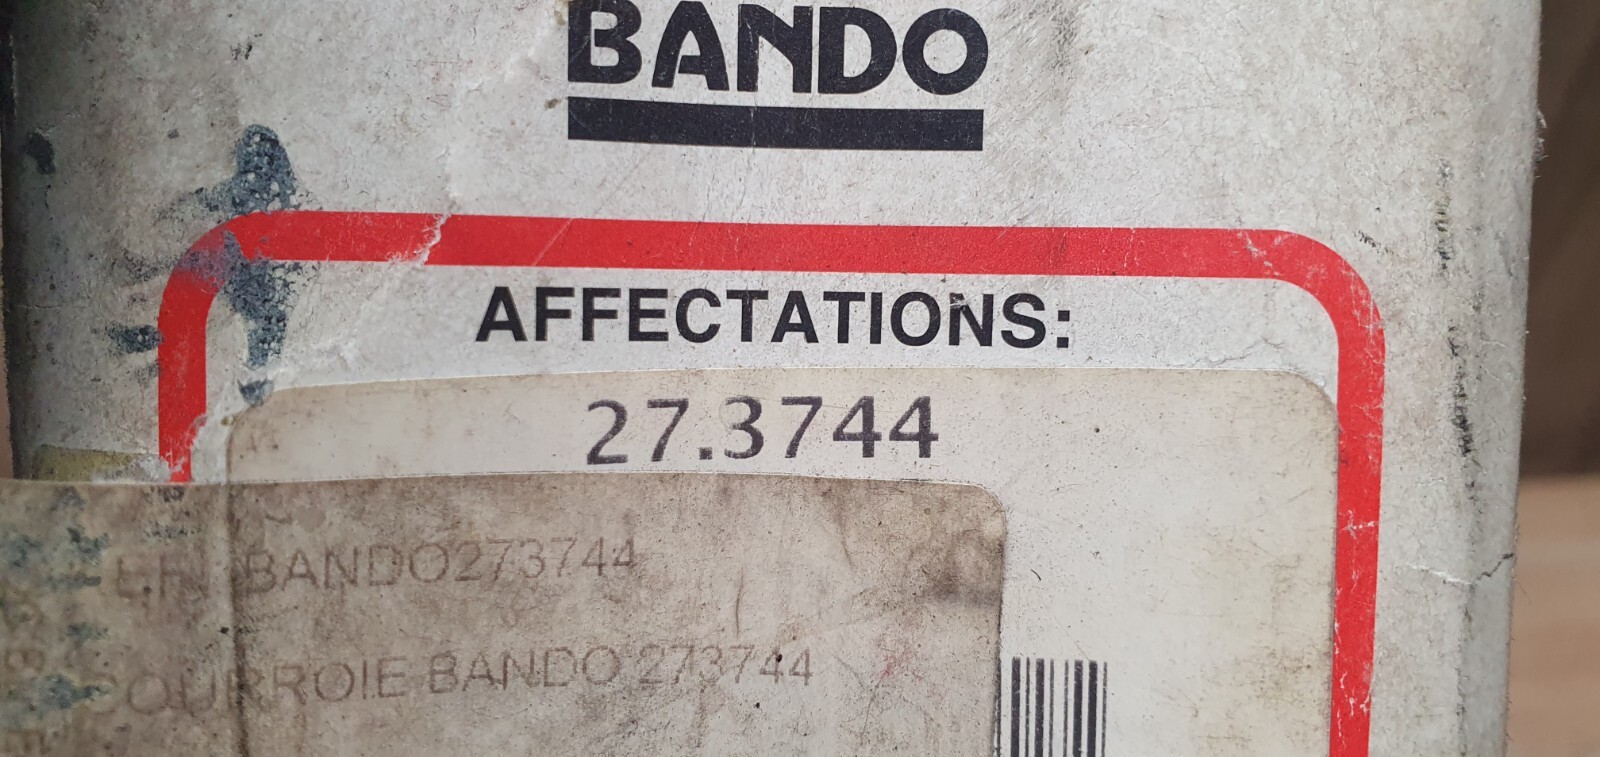 BANDO
AFFECTATIONS:
27.3744
BANDO273744
COURROIE BANDO 273744